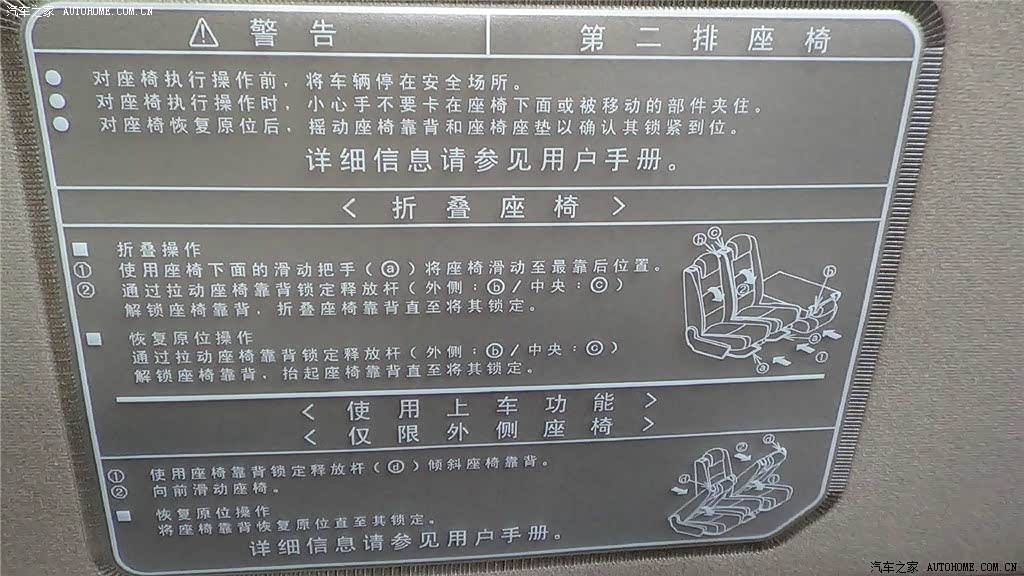 汽车之家 AUTOHOME.COM.CN
警告
第二排座椅
● 对座椅执行操作前，将车辆停在安全场所。
● 对座椅执行操作时，小心手不要卡在座椅下面或被移动的部件夹住。
● 对座椅恢复原位后，摇动座椅靠背和座椅座垫以确认其锁紧到位。
详细信息请参见用户手册。
＜ 折叠座椅 ＞
■ 折叠操作
① 使用座椅下面的滑动把手（ⓐ）将座椅滑动至最靠后位置。
② 通过拉动座椅靠背锁定释放杆（外侧：ⓑ/中央：ⓒ）
解锁座椅靠背，折叠座椅靠背直至将其锁定。
■ 恢复原位操作
通过拉动座椅靠背锁定释放杆（外侧：ⓑ/中央：ⓒ）
解锁座椅靠背，抬起座椅靠背直至将其锁定。
＜ 使用上车功能 ＞
＜ 仅限外侧座椅 ＞
① 使用座椅靠背锁定释放杆（ⓓ）倾斜座椅靠背。
② 向前滑动座椅。
■ 恢复原位操作
将座椅靠背恢复原位直至其锁定。
详细信息请参见用户手册。
汽车之家 AUTOHOME.COM.CN